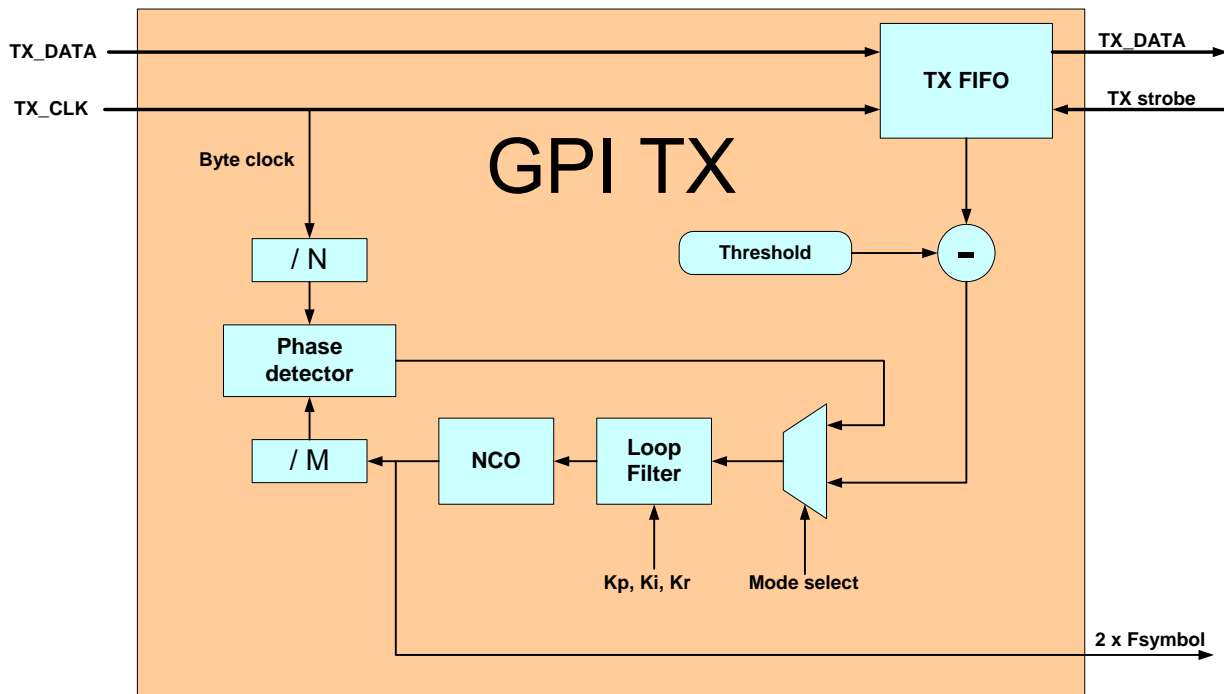 TX_DATA
TX_CLK
TX FIFO
TX_DATA
TX strobe
Byte clock
GPI TX
/ N
Threshold
-
Phase
detector
/ M
NCO
Loop
Filter
Kp, Ki, Kr
Mode select
2 x Fsymbol